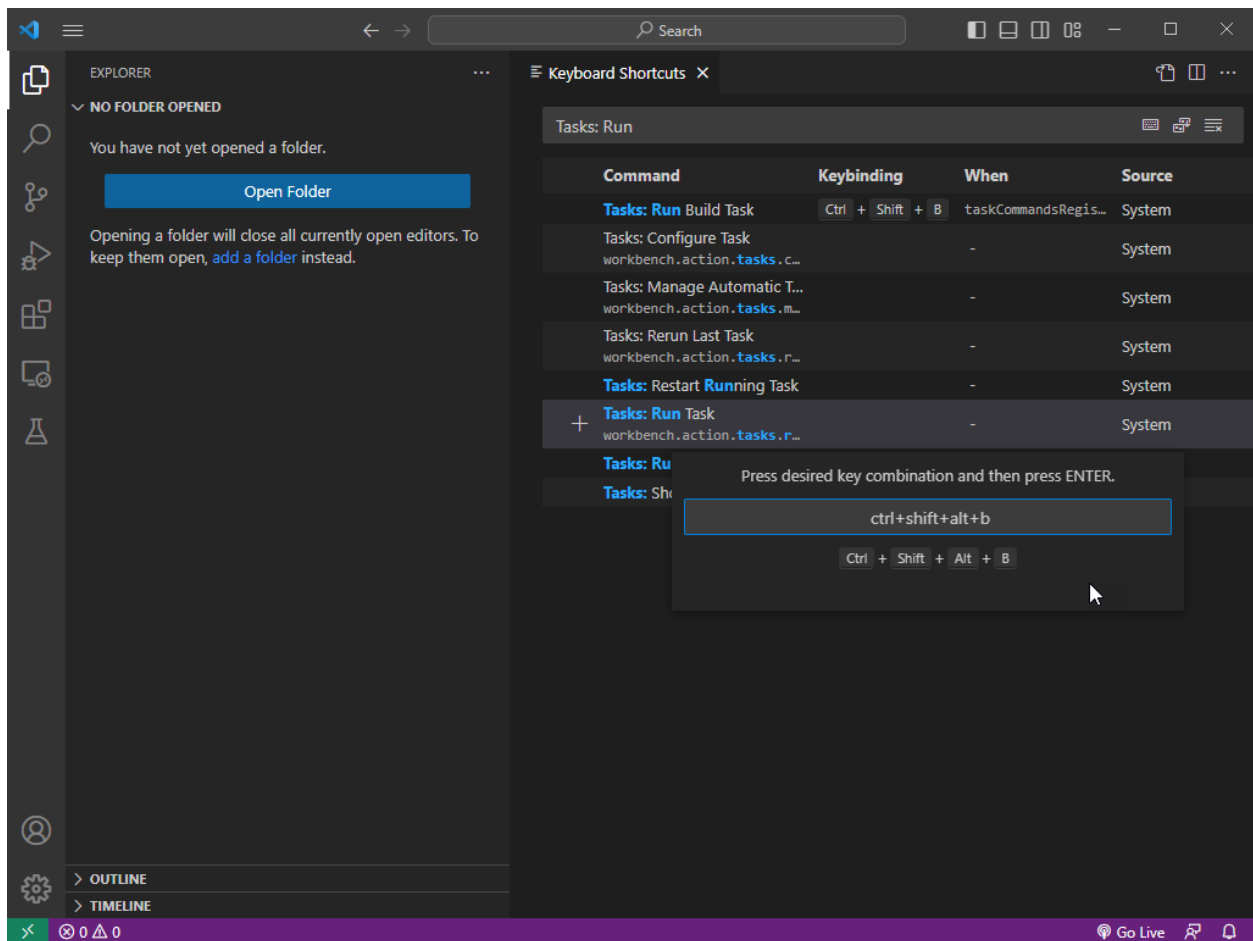 Search
EXPLORER
NO FOLDER OPENED
You have not yet opened a folder.
Open Folder
Opening a folder will close all currently open editors. To
keep them open, add a folder instead.
Keyboard Shortcuts
Tasks: Run
Command Keybinding When Source
Tasks: Run Build Task Ctrl + Shift + B taskCommandsRegis… System
Tasks: Configure Task
workbench.action.tasks.c… - System
Tasks: Manage Automatic T...
workbench.action.tasks.m… - System
Tasks: Rerun Last Task
workbench.action.tasks.r… - System
Tasks: Restart Running Task - System
Tasks: Run Task
workbench.action.tasks.r… - System
Tasks: Ru
Tasks: Sho
Press desired key combination and then press ENTER.
ctrl+shift+alt+b
Ctrl + Shift + Alt + B
OUTLINE
TIMELINE
0 0
Go Live